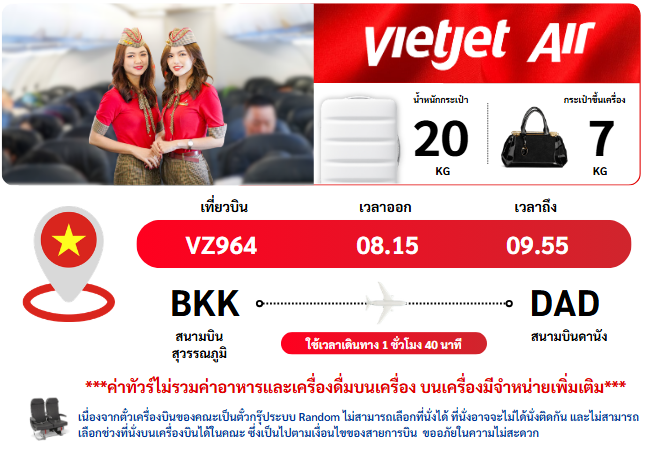 vietjet Air
น้ำหนักกระเป๋า
20
KG
กระเป๋าขึ้นเครื่อง
7
KG
เที่ยวบิน เวลาออก เวลาถึง
VZ964 08.15 09.55
BKK DAD
สนามบิน
สุวรรณภูมิ
สนามบินดานัง
ใช้เวลาเดินทาง 1 ชั่วโมง 40 นาที
***ค่าทัวร์ไม่รวมค่าอาหารและเครื่องดื่มบนเครื่อง บนเครื่องมีจำหน่ายเพิ่มเติม***
เนื่องจากตั๋วเครื่องบินของคณะเป็นตั๋วกรุ๊ประบบ Random ไม่สามารถเลือกที่นั่งได้ ที่นั่งอาจจะไม่ได้นั่งติดกัน และไม่สามารถ
เลือกช่วงที่นั่งบนเครื่องบินได้ในคณะ ซึ่งเป็นไปตามเงื่อนไขของสายการบิน ขออภัยในความไม่สะดวก